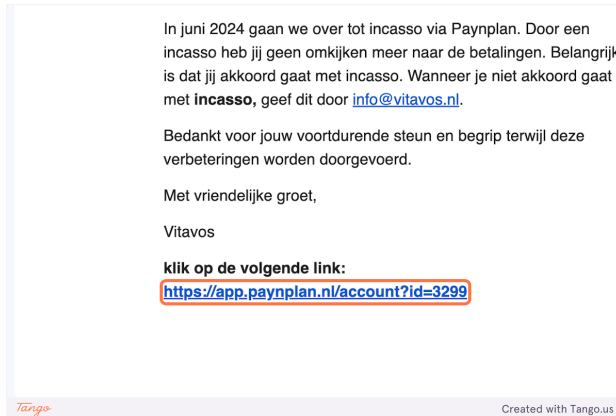 In juni 2024 gaan we over tot incasso via Paynplan. Door een
incasso heb jij geen omkijken meer naar de betalingen. Belangrijk
is dat jij akkoord gaat met incasso. Wanneer je niet akkoord gaat
met incasso, geef dit door info@vitavos.nl.
Bedankt voor jouw voortdurende steun en begrip terwijl deze
verbeteringen worden doorgevoerd.
Met vriendelijke groet,
Vitavos
klik op de volgende link:
https://app.paynplan.nl/account?id=3299
Tango
Created with Tango.us